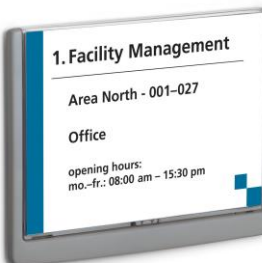 1. Facility Management
Area North - 001–027
Office
opening hours:
mo.–fr.: 08:00 am – 15:30 pm